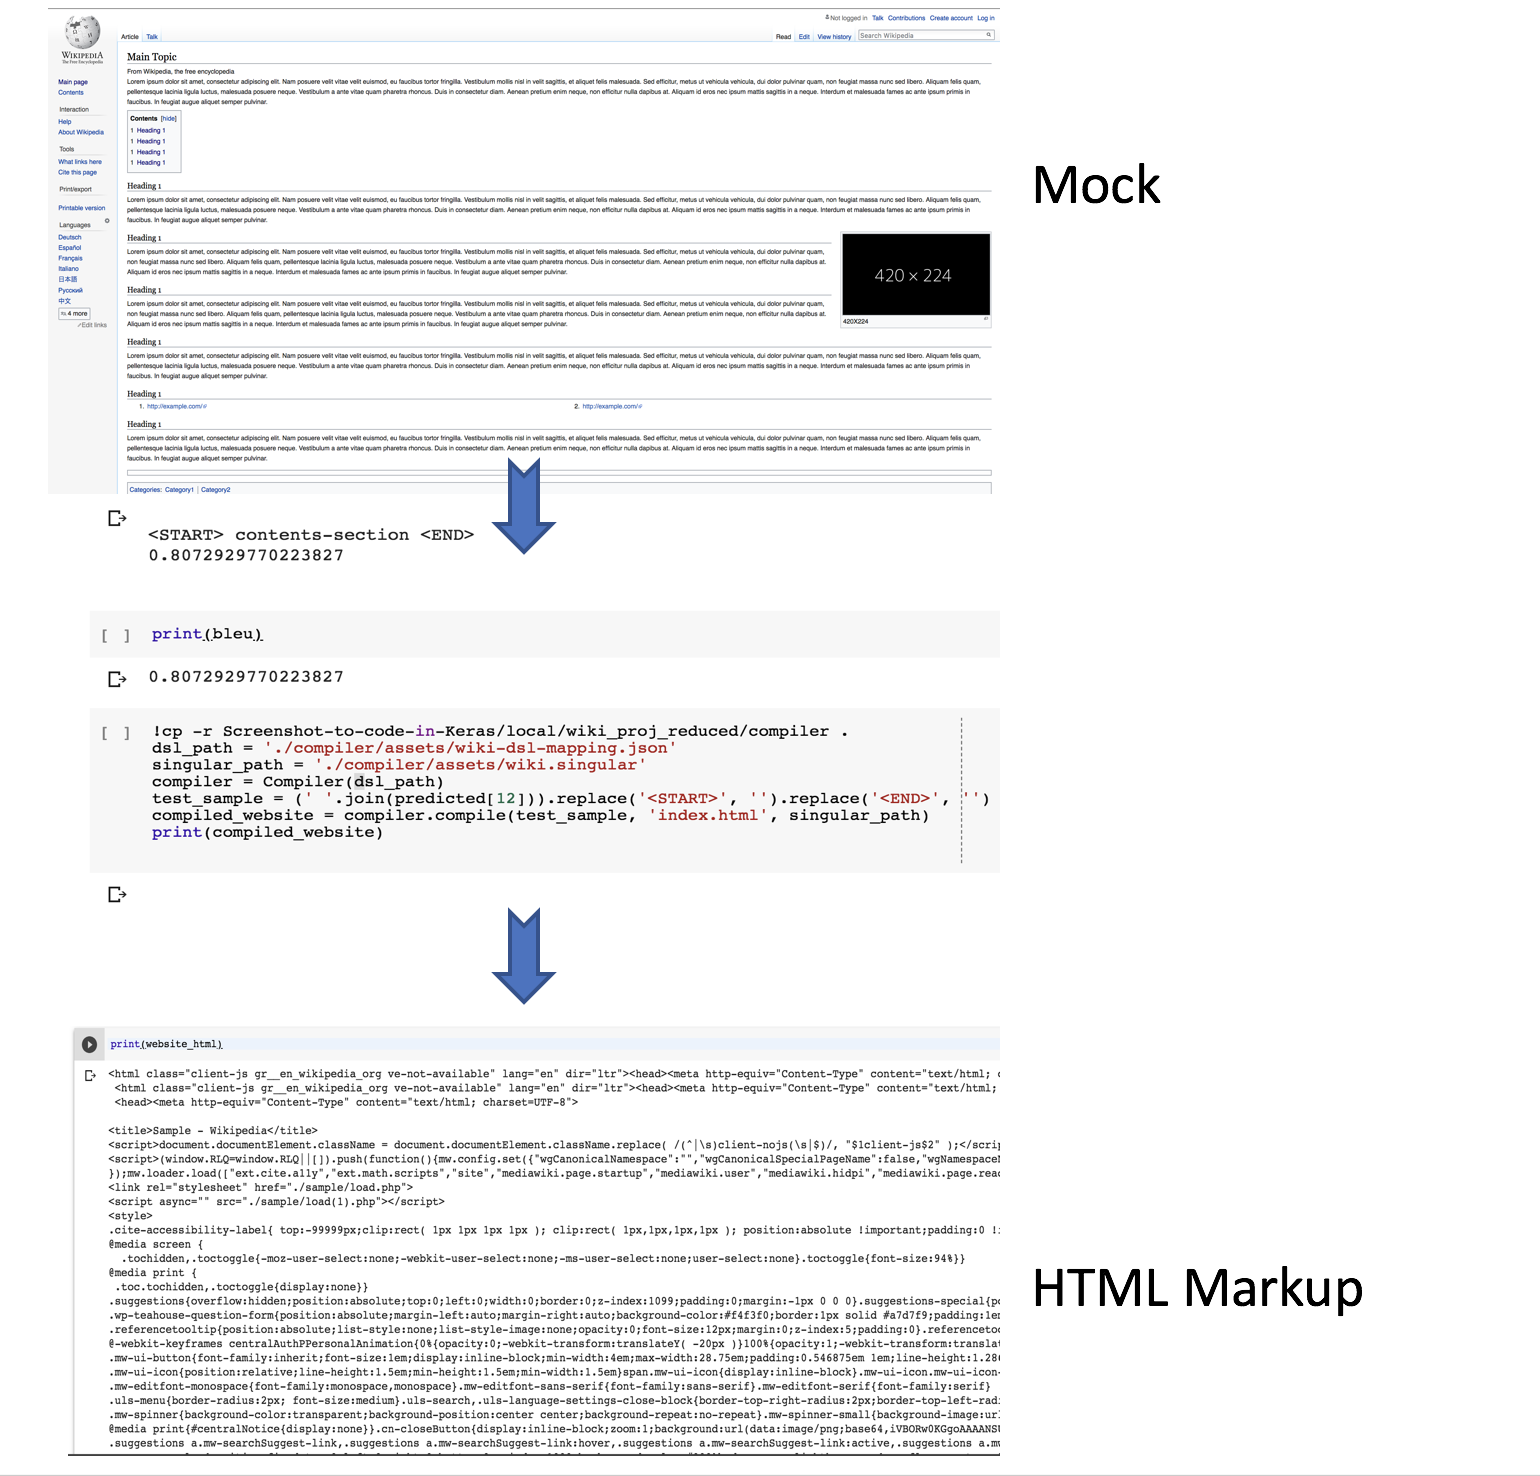 Not logged in Talk Contributions Create account Log in
Article Talk
Read Edit View history Search Wikipedia
WIKIPEDIA
The Free Encyclopedia
Main Topic
From Wikipedia, the free encyclopedia
Lorem ipsum dolor sit amet, consectetur adipiscing elit. Nam posuere velit vitae velit euismod, eu faucibus tortor fringilla. Vestibulum mollis nisl in velit sagittis, et aliquet felis malesuada. Sed efficitur, metus ut vehicula vehicula, dui dolor pulvinar quam, non feugiat massa nunc sed libero. Aliquam felis quam,
pellentesque lacinia ligula luctus, malesuada posuere neque. Vestibulum a ante vitae quam pharetra rhoncus. Duis in consectetur diam. Aenean pretium enim neque, non efficitur nulla dapibus at. Aliquam id eros nec ipsum mattis sagittis in a neque. Interdum et malesuada fames ac ante ipsum primis in
faucibus. In feugiat augue aliquet semper pulvinar.
Main page
Contents
Interaction
Help
About Wikipedia
Tools
What links here
Cite this page
Print/export
Printable version
Languages
Deutsch
Español
Français
Italiano
日本語
Русский
中文
4 more
Edit links
Contents [hide]
1 Heading 1
1 Heading 1
1 Heading 1
1 Heading 1
Heading 1
Lorem ipsum dolor sit amet, consectetur adipiscing elit. Nam posuere velit vitae velit euismod, eu faucibus tortor fringilla. Vestibulum mollis nisl in velit sagittis, et aliquet felis malesuada. Sed efficitur, metus ut vehicula vehicula, dui dolor pulvinar quam, non feugiat massa nunc sed libero. Aliquam felis quam,
pellentesque lacinia ligula luctus, malesuada posuere neque. Vestibulum a ante vitae quam pharetra rhoncus. Duis in consectetur diam. Aenean pretium enim neque, non efficitur nulla dapibus at. Aliquam id eros nec ipsum mattis sagittis in a neque. Interdum et malesuada fames ac ante ipsum primis in
faucibus. In feugiat augue aliquet semper pulvinar.
Heading 1
Lorem ipsum dolor sit amet, consectetur adipiscing elit. Nam posuere velit vitae velit euismod, eu faucibus tortor fringilla. Vestibulum mollis nisl in velit sagittis, et aliquet felis malesuada. Sed efficitur, metus ut vehicula vehicula, dui dolor pulvinar quam,
non feugiat massa nunc sed libero. Aliquam felis quam, pellentesque lacinia ligula luctus, malesuada posuere neque. Vestibulum a ante vitae quam pharetra rhoncus. Duis in consectetur diam. Aenean pretium enim neque, non efficitur nulla dapibus at.
Aliquam id eros nec ipsum mattis sagittis in a neque. Interdum et malesuada fames ac ante ipsum primis in faucibus. In feugiat augue aliquet semper pulvinar.
420 × 224
420X224
Heading 1
Lorem ipsum dolor sit amet, consectetur adipiscing elit. Nam posuere velit vitae velit euismod, eu faucibus tortor fringilla. Vestibulum mollis nisl in velit sagittis, et aliquet felis malesuada. Sed efficitur, metus ut vehicula vehicula, dui dolor pulvinar quam,
non feugiat massa nunc sed libero. Aliquam felis quam, pellentesque lacinia ligula luctus, malesuada posuere neque. Vestibulum a ante vitae quam pharetra rhoncus. Duis in consectetur diam. Aenean pretium enim neque, non efficitur nulla dapibus at.
Aliquam id eros nec ipsum mattis sagittis in a neque. Interdum et malesuada fames ac ante ipsum primis in faucibus. In feugiat augue aliquet semper pulvinar.
Heading 1
Lorem ipsum dolor sit amet, consectetur adipiscing elit. Nam posuere velit vitae velit euismod, eu faucibus tortor fringilla. Vestibulum mollis nisl in velit sagittis, et aliquet felis malesuada. Sed efficitur, metus ut vehicula vehicula, dui dolor pulvinar quam, non feugiat massa nunc sed libero. Aliquam felis quam,
pellentesque lacinia ligula luctus, malesuada posuere neque. Vestibulum a ante vitae quam pharetra rhoncus. Duis in consectetur diam. Aenean pretium enim neque, non efficitur nulla dapibus at. Aliquam id eros nec ipsum mattis sagittis in a neque. Interdum et malesuada fames ac ante ipsum primis in
faucibus. In feugiat augue aliquet semper pulvinar.
Heading 1
1. http://example.com/ 2. http://example.com/
Heading 1
Lorem ipsum dolor sit amet, consectetur adipiscing elit. Nam posuere velit vitae velit euismod, eu faucibus tortor fringilla. Vestibulum mollis nisl in velit sagittis, et aliquet felis malesuada. Sed efficitur, metus ut vehicula vehicula, dui dolor pulvinar quam, non feugiat massa nunc sed libero. Aliquam felis quam,
pellentesque lacinia ligula luctus, malesuada posuere neque. Vestibulum a ante vitae quam pharetra rhoncus. Duis in consectetur diam. Aenean pretium enim neque, non efficitur nulla dapibus at. Aliquam id eros nec ipsum mattis sagittis in a neque. Interdum et malesuada fames ac ante ipsum primis in
faucibus. In feugiat augue aliquet semper pulvinar.
Categories: Category1 | Category2
Mock
<START> contents-section <END>
0.8072929770223827
[ ] print(bleu)
0.8072929770223827
[ ] !cp -r Screenshot-to-code-in-Keras/local/wiki_proj_reduced/compiler .
dsl_path = './compiler/assets/wiki-dsl-mapping.json'
singular_path = './compiler/assets/wiki.singular'
compiler = Compiler(dsl_path)
test_sample = (' '.join(predicted[12])).replace('<START>', '').replace('<END>', '')
compiled_website = compiler.compile(test_sample, 'index.html', singular_path)
print(compiled_website)
print(website_html)
<html class="client-js gr__en_wikipedia_org ve-not-available" lang="en" dir="ltr"><head><meta http-equiv="Content-Type" content="text/html; c
<html class="client-js gr__en_wikipedia_org ve-not-available" lang="en" dir="ltr"><head><meta http-equiv="Content-Type" content="text/html;
<head><meta http-equiv="Content-Type" content="text/html; charset=UTF-8">
<title>Sample - Wikipedia</title>
<script>document.documentElement.className = document.documentElement.className.replace( /(^|\s)client-nojs(\s|$)/, "$1client-js$2" );</scrip
<script>(window.RLQ=window.RLQ||[]).push(function(){mw.config.set({"wgCanonicalNamespace":"","wgCanonicalSpecialPageName":false,"wgNamespaceN
});mw.loader.load(["ext.cite.a11y","ext.math.scripts","site","mediawiki.page.startup","mediawiki.user","mediawiki.hidpi","mediawiki.page.read
<link rel="stylesheet" href="./sample/load.php">
<script async="" src="./sample/load(1).php"></script>
<style>
.cite-accessibility-label{ top:-99999px;clip:rect( 1px 1px 1px 1px ); clip:rect( 1px,1px,1px,1px ); position:absolute !important;padding:0 !i
@media screen {
.tochidden,.toctoggle{-moz-user-select:none;-webkit-user-select:none;-ms-user-select:none;user-select:none}.toctoggle{font-size:94%}}
@media print {
.toc.tochidden,.toctoggle{display:none}}
.suggestions{overflow:hidden;position:absolute;top:0;left:0;width:0;border:0;z-index:1099;padding:0;margin:-1px 0 0 0}.suggestions-special{po
.wp-teahouse-question-form{position:absolute;margin-left:auto;margin-right:auto;background-color:#f4f3f0;border:1px solid #a7d7f9;padding:1em
.referencetooltip{position:absolute;list-style:none;list-style-image:none;opacity:0;font-size:12px;margin:0;z-index:5;padding:0}.referencetoo
@-webkit-keyframes centralAuthPPersonalAnimation{0%{opacity:0;-webkit-transform:translateY( -20px )}100%{opacity:1;-webkit-transform:translat
.mw-ui-button{font-family:inherit;font-size:1em;display:inline-block;min-width:4em;max-width:28.75em;padding:0.546875em 1em;line-height:1.286
.mw-ui-icon{position:relative;line-height:1.5em;min-height:1.5em;min-width:1.5em}span.mw-ui-icon{display:inline-block}.mw-ui-icon.mw-ui-icon-
.mw-editfont-monospace{font-family:monospace,monospace}.mw-editfont-sans-serif{font-family:sans-serif}.mw-editfont-serif{font-family:serif}
.uls-menu{border-radius:2px; font-size:medium}.uls-search,.uls-language-settings-close-block{border-top-right-radius:2px;border-top-left-radi
.mw-spinner{background-color:transparent;background-position:center center;background-repeat:no-repeat}.mw-spinner-small{background-image:url
@media print{#centralNotice{display:none}}.cn-closeButton{display:inline-block;zoom:1;background:url(data:image/png;base64,iVBORw0KGgoAAAANSU
.suggestions a.mw-searchSuggest-link,.suggestions a.mw-searchSuggest-link:hover,.suggestions a.mw-searchSuggest-link:active,.suggestions a.mw
HTML Markup